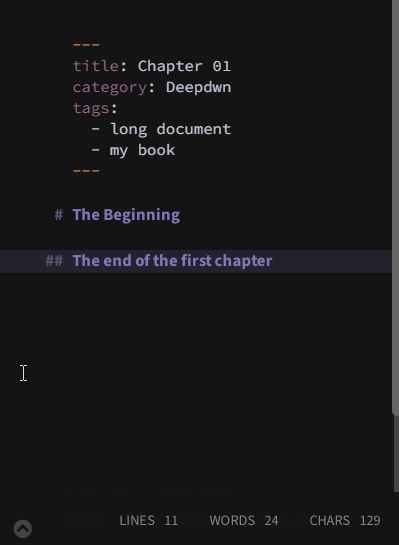 ---
title: Chapter 01
category: Deepdwn
tags:
- long document
- my book
---
# The Beginning
## The end of the first chapter
LINES 11 WORDS 24 CHARS 129